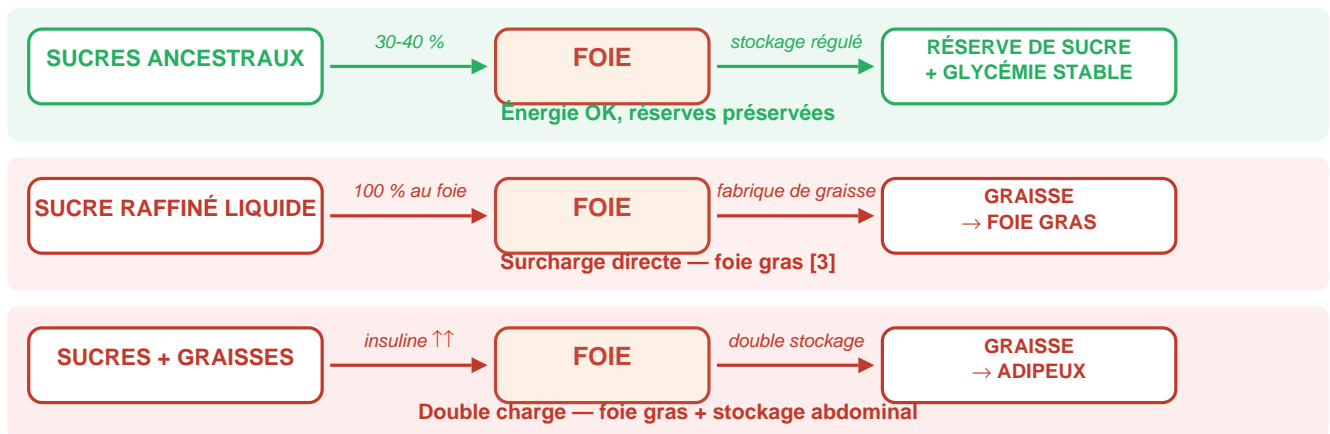 SUCRES ANCESTRAUX
30-40 %
FOIE
stockage régulé
RÉSERVE DE SUCRE
+ GLYCÉMIE STABLE
Énergie OK, réserves préservées
SUCRE RAFFINÉ LIQUIDE
100 % au foie
FOIE
fabrique de graisse
GRAISSE
→ FOIE GRAS
Surcharge directe — foie gras [3]
SUCRES + GRAISSES
insuline ↑↑
FOIE
double stockage
GRAISSE
→ ADIPEUX
Double charge — foie gras + stockage abdominal